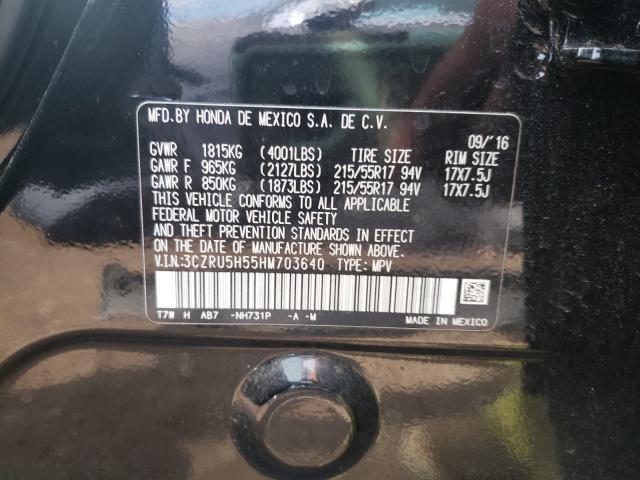 MFD.BY HONDA DE MEXICO S.A. DE C.V.
09/'16
GVWR 1815KG (4001LBS) TIRE SIZE RIM SIZE
GAWR F 965KG (2127LBS) 215/55R17 94V 17X7.5J
GAWR R 850KG (1873LBS) 215/55R17 94V 17X7.5J
THIS VEHICLE CONFORMS TO ALL APPLICABLE
FEDERAL MOTOR VEHICLE SAFETY
AND THEFT PREVENTION STANDARDS IN EFFECT
ON THE DATE OF MANUFACTURE SHOWN ABOVE.
V.I.N:3CZRU5H55HM703640 TYPE: MPV
T7W H AB7 -NH731P -A -M MADE IN MEXICO